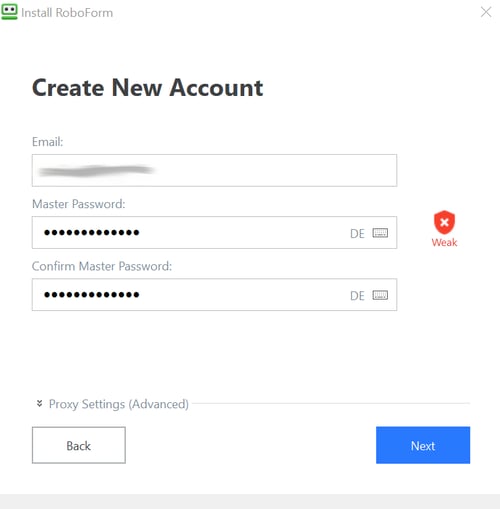 Install RoboForm
Create New Account
Email:
Master Password:
●●●●●●●●●●●●● DE
Weak
Confirm Master Password:
●●●●●●●●●●●●● DE
Proxy Settings (Advanced)
Back Next